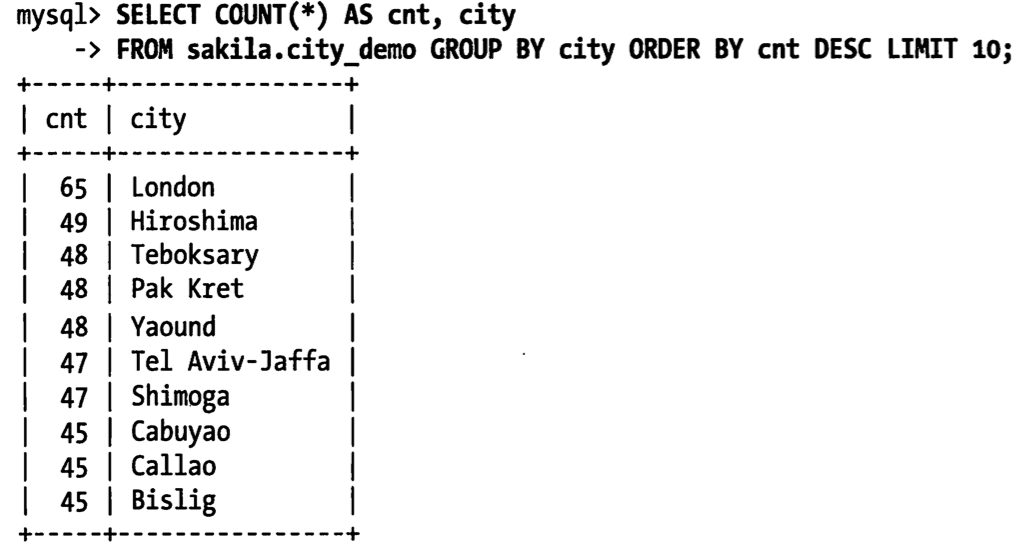 mysql> SELECT COUNT(*) AS cnt, city
    -> FROM sakila.city_demo GROUP BY city ORDER BY cnt DESC LIMIT 10;
+-----+----------------+
| cnt | city           |
+-----+----------------+
|  65 | London         |
|  49 | Hiroshima      |
|  48 | Teboksary      |
|  48 | Pak Kret       |
|  48 | Yaound         |
|  47 | Tel Aviv-Jaffa |
|  47 | Shimoga        |
|  45 | Cabuyao        |
|  45 | Callao         |
|  45 | Bislig         |
+-----+----------------+